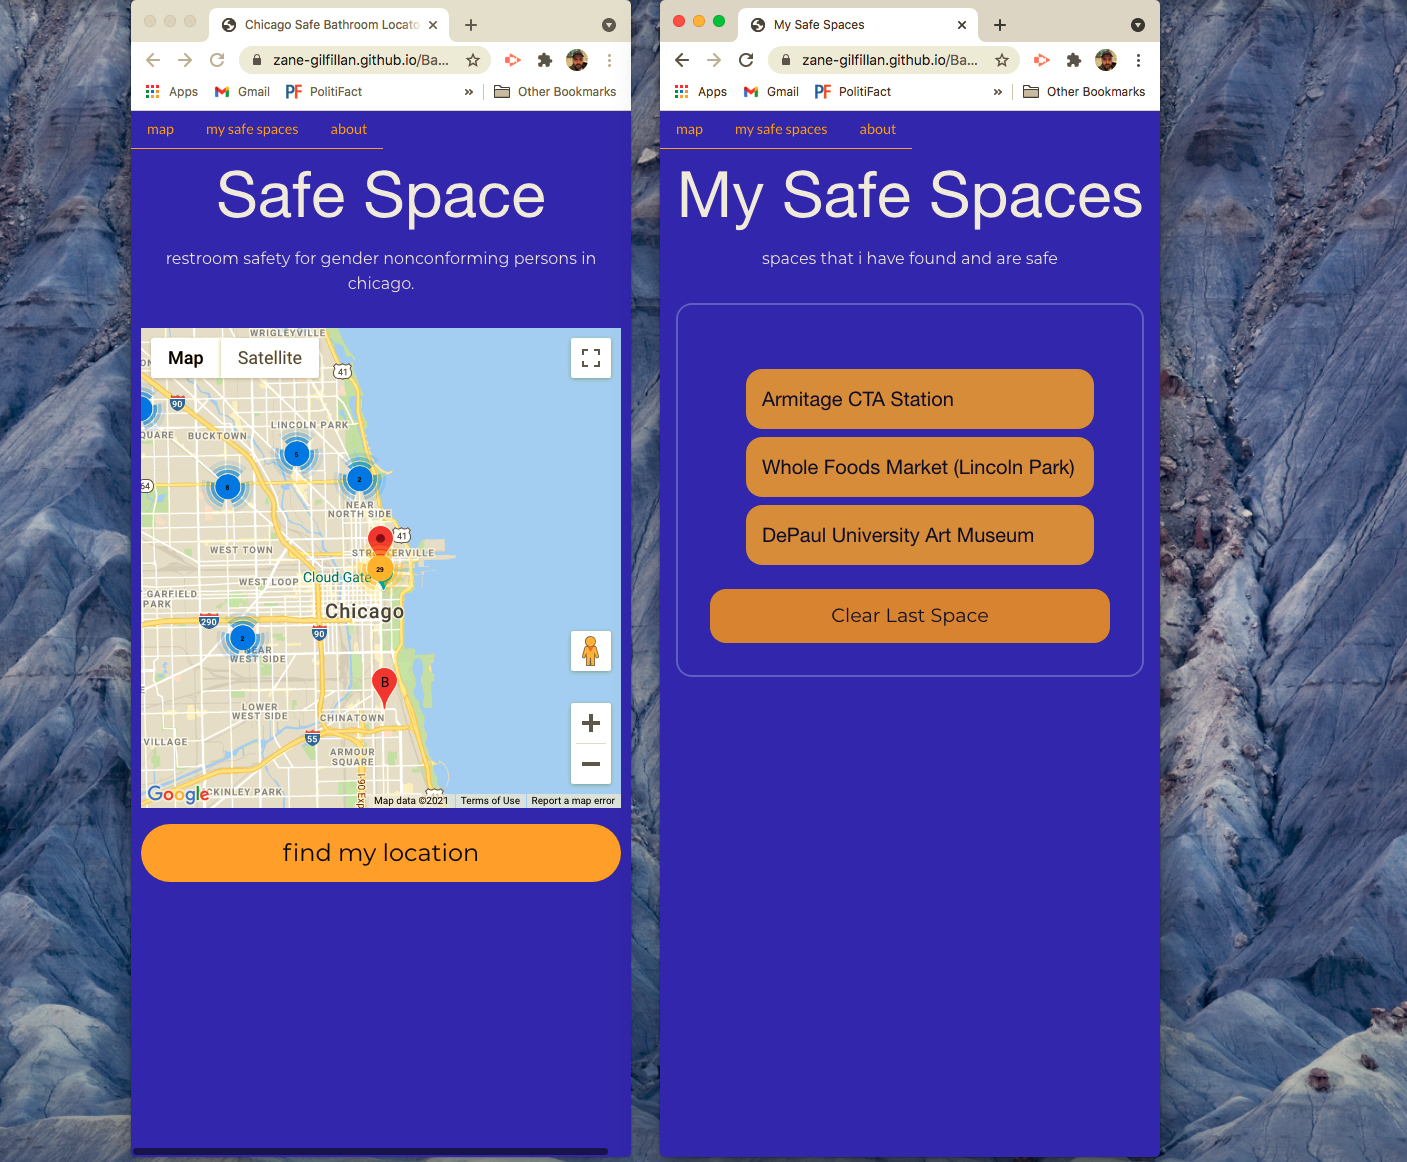 Chicago Safe Bathroom Locato
zane-gilfillan.github.io/Ba...
Apps
Gmail
PolitiFact
»
Other Bookmarks
map
my safe spaces
about
Safe Space
restroom safety for gender nonconforming persons in
chicago.
Map
Satellite
WRIGLEYVILLE
41
90
LINCOLN PARK
QUARE
BUCKTOWN
5
8
2
64
NEAR
NORTH SIDE
41
WEST TOWN
29
WEST LOOP
Cloud Gate
GARFIELD
PARK
Chicago
290
90
2
WEST SIDE
B
LOWER
WEST SIDE
CHINATOWN
55
VILLAGE
ARMOUR
SQUARE
I-90 Exp
Google
CKINLEY PARK
Map data ©2021
Terms of Use
Report a map error
find my location
My Safe Spaces
zane-gilfillan.github.io/Ba...
Apps
Gmail
PolitiFact
»
Other Bookmarks
map
my safe spaces
about
My Safe Spaces
spaces that i have found and are safe
Armitage CTA Station
Whole Foods Market (Lincoln Park)
DePaul University Art Museum
Clear Last Space